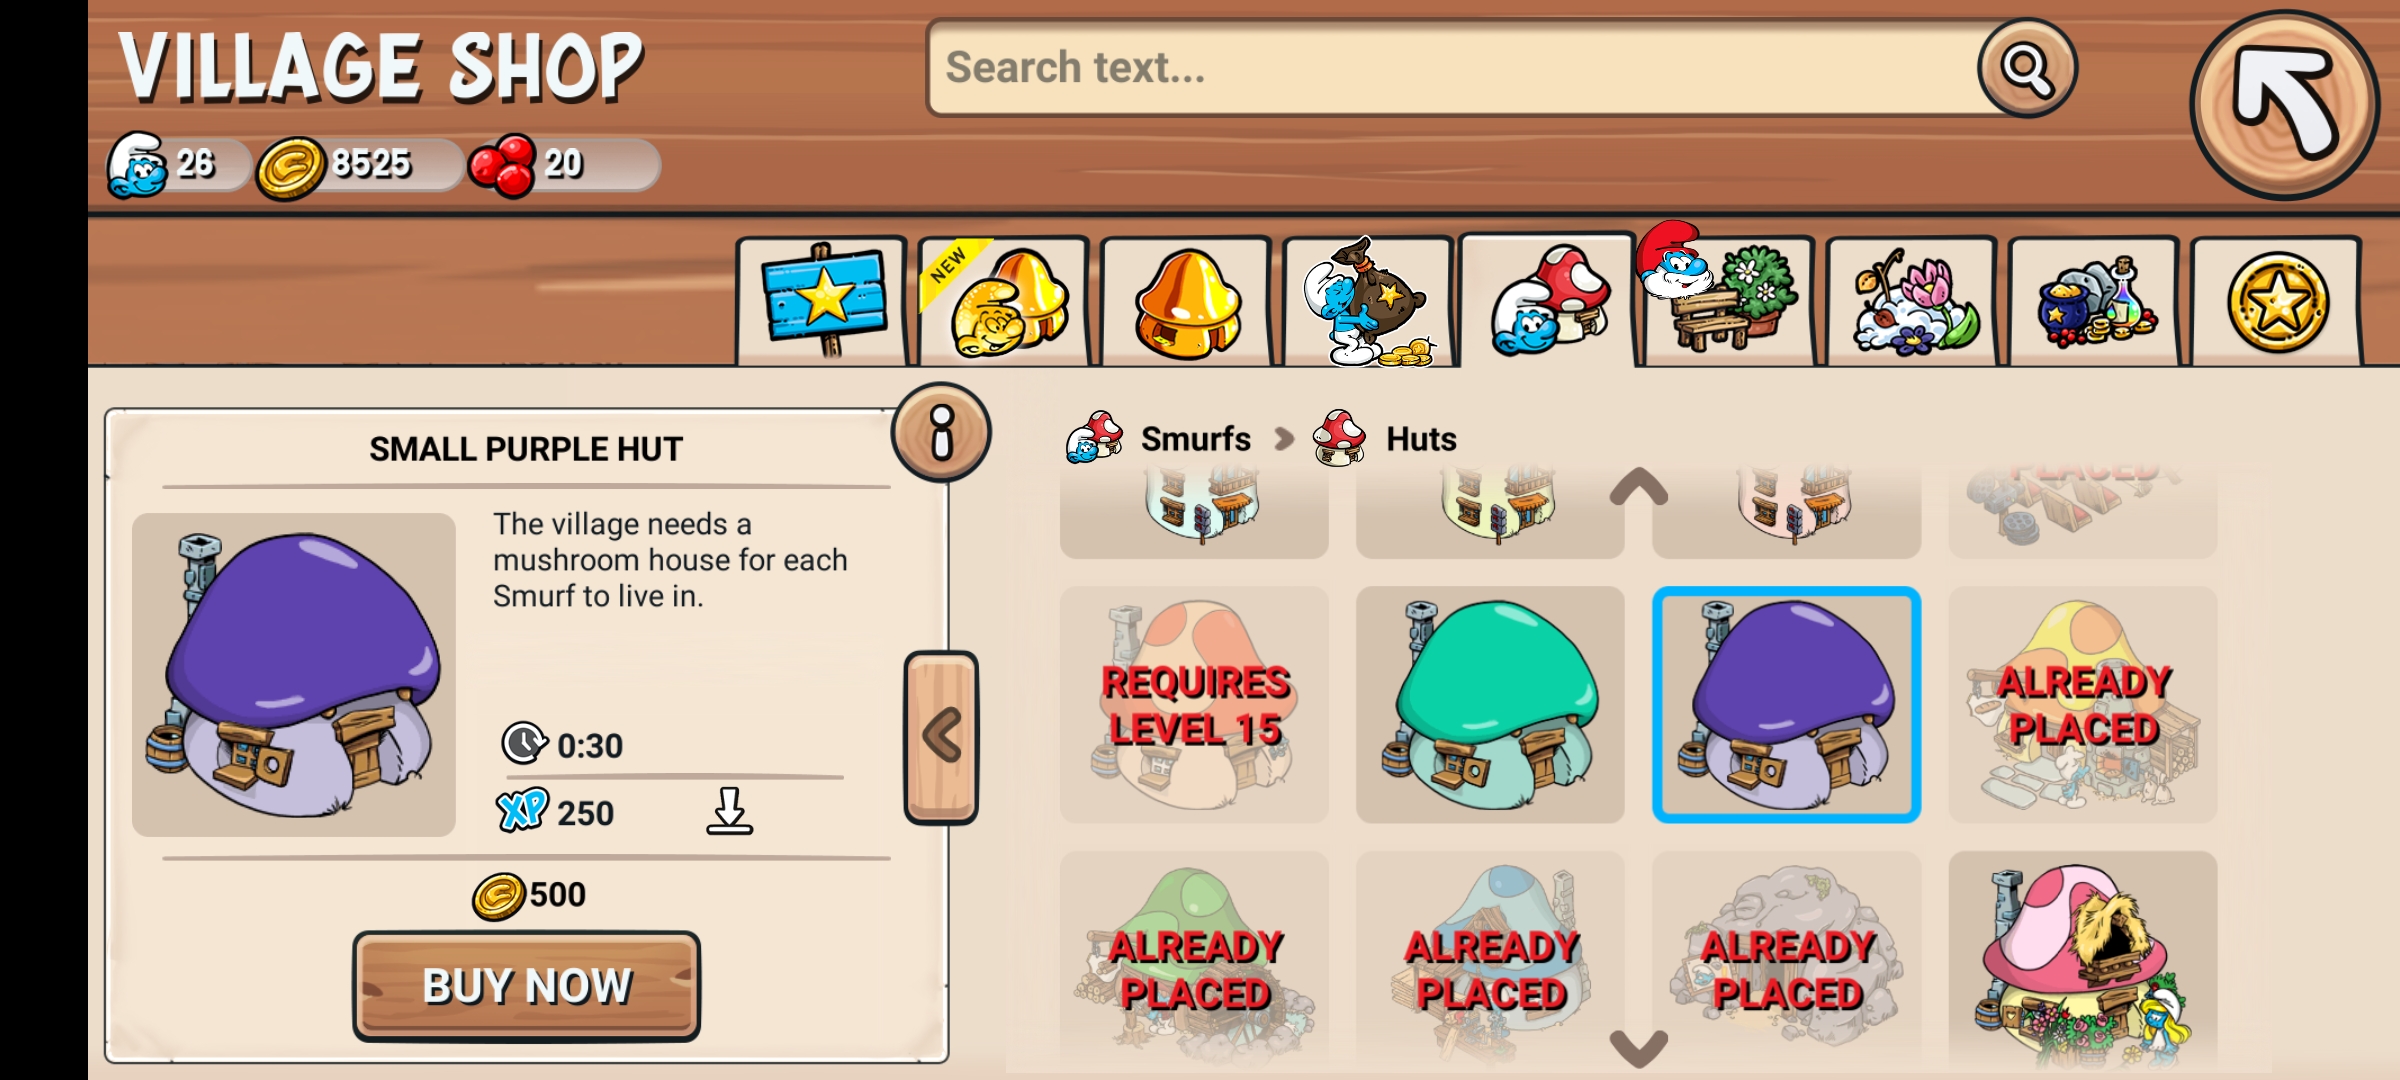 VILLAGE SHOP
Search text...
26
8525
20
NEW
SMALL PURPLE HUT
The village needs a
mushroom house for each
Smurf to live in.
0:30
XP 250
500
BUY NOW
Smurfs
Huts
PLACED
REQUIRES
LEVEL 15
ALREADY
PLACED
ALREADY
PLACED
ALREADY
PLACED
ALREADY
PLACED